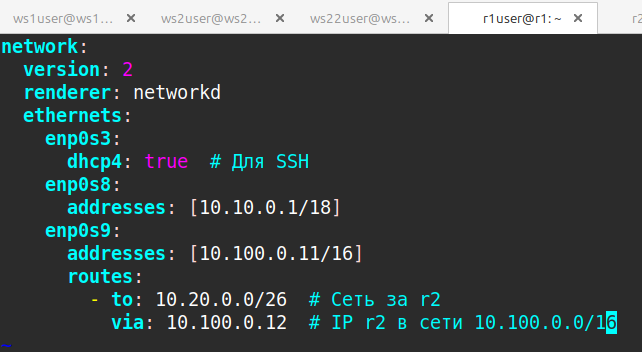 ws1user@ws1... × ws2user@ws2... × ws22user@ws... × r1user@r1: ~ × r2
network:
  version: 2
  renderer: networkd
  ethernets:
    enp0s3:
      dhcp4: true  # Для SSH
    enp0s8:
      addresses: [10.10.0.1/18]
    enp0s9:
      addresses: [10.100.0.11/16]
      routes:
        - to: 10.20.0.0/26  # Сеть за r2
          via: 10.100.0.12  # IP r2 в сети 10.100.0.0/16
~